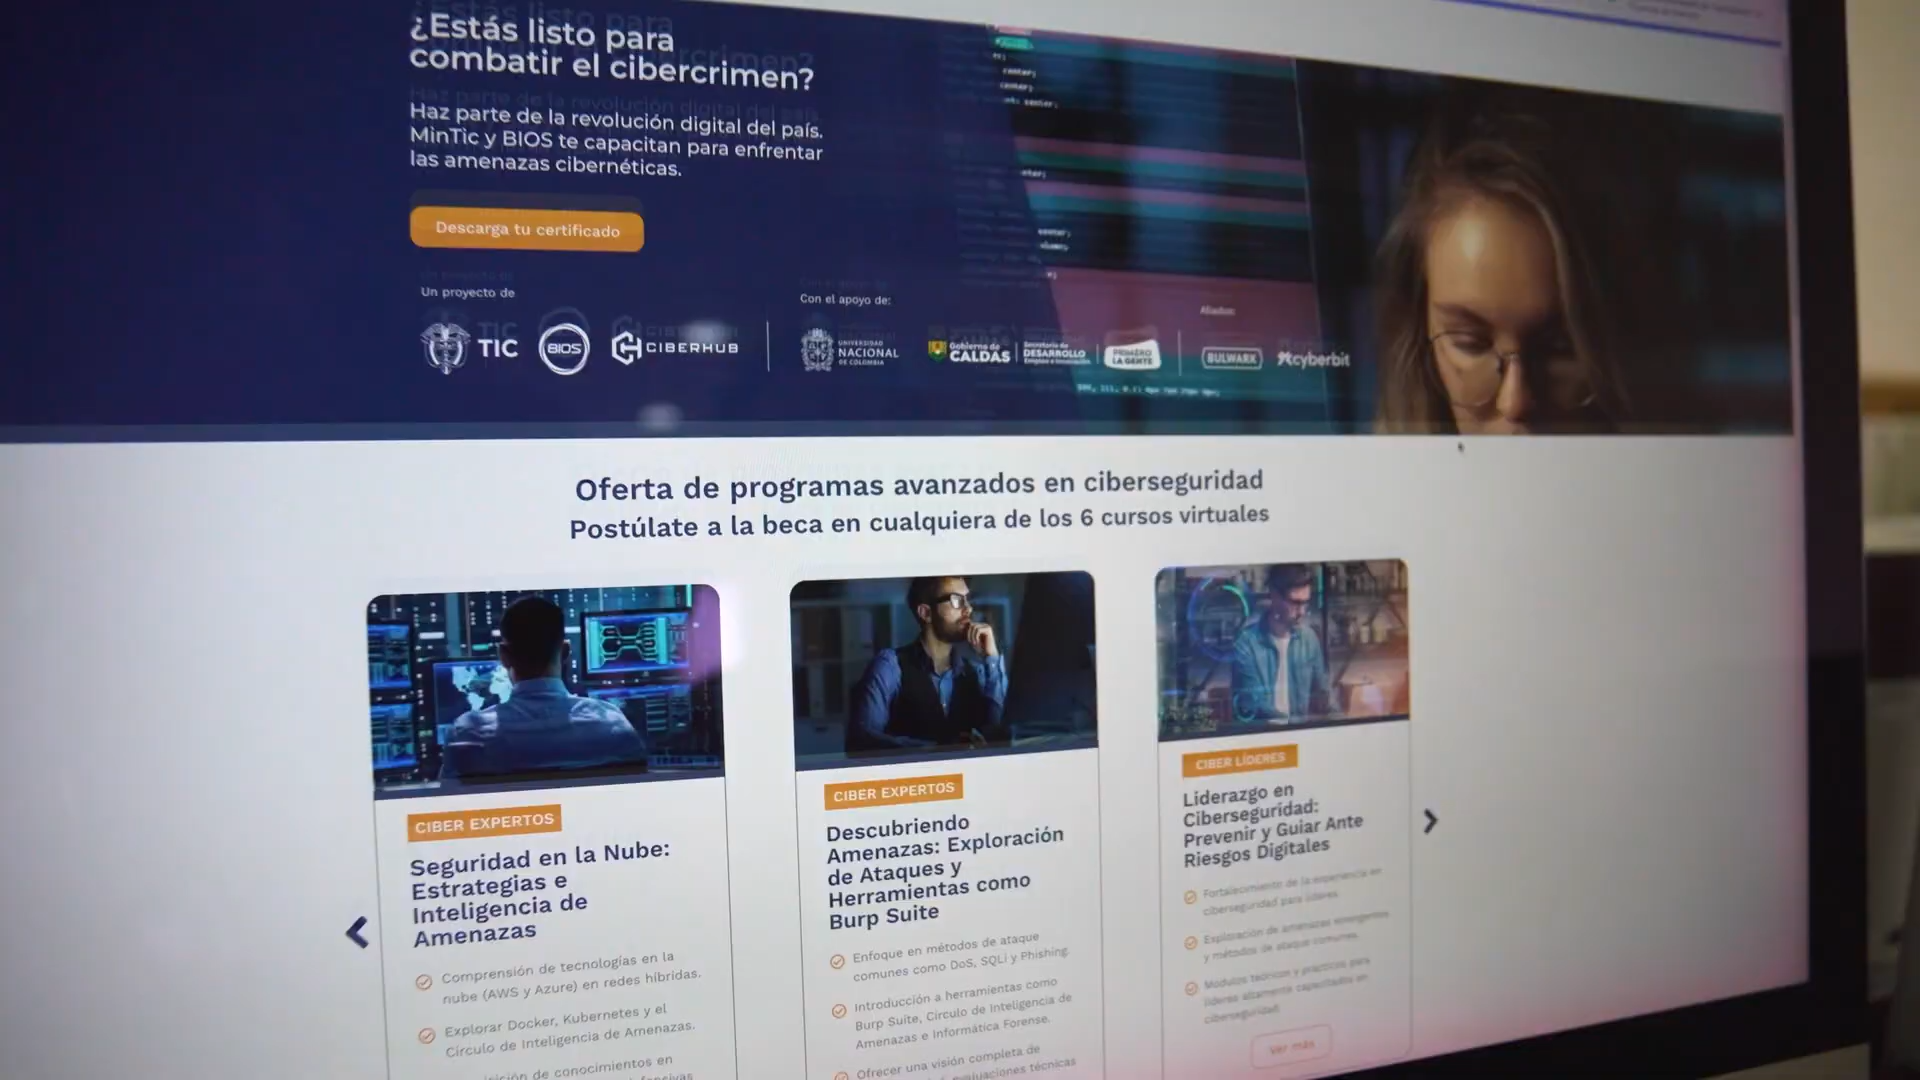 ¿Estás listo para
combatir el cibercrimen?
Haz parte de la revolución digital del país.
MinTic y BIOS te capacitan para enfrentar
las amenazas cibernéticas.
Descarga tu certificado
Un proyecto de
TIC
BIOS
CIBERHUB
Con el apoyo de:
UNIVERSIDAD
NACIONAL
DE COLOMBIA
Gobierno de
CALDAS
Secretaría de
DESARROLLO
Empleo e Innovación
PRIMERO
LA GENTE
Aliados:
BULWARK
cyberbit
center;
center;
center;
Oferta de programas avanzados en ciberseguridad
Postúlate a la beca en cualquiera de los 6 cursos virtuales
CIBER EXPERTOS
Seguridad en la Nube:
Estrategias e
Inteligencia de
Amenazas
Comprensión de tecnologías en la
nube (AWS y Azure) en redes híbridas.
Explorar Docker, Kubernetes y el
Círculo de Inteligencia de Amenazas.
de conocimientos en
CIBER EXPERTOS
Descubriendo
Amenazas: Exploración
de Ataques y
Herramientas como
Burp Suite
Enfoque en métodos de ataque
comunes como DoS, SQLi y Phishing.
Introducción a herramientas como
Burp Suite, Círculo de Inteligencia de
Amenazas e Informática Forense.
Ofrecer una visión completa de
evaluaciones técnicas
CIBER LÍDERES
Liderazgo en
Ciberseguridad:
Prevenir y Guiar Ante
Riesgos Digitales
Fortalecimiento de la experiencia en
ciberseguridad para líderes.
Exploración de amenazas emergentes
y métodos de ataque comunes.
Módulos teóricos y prácticos para
líderes altamente capacitados en
ciberseguridad.
Ver más